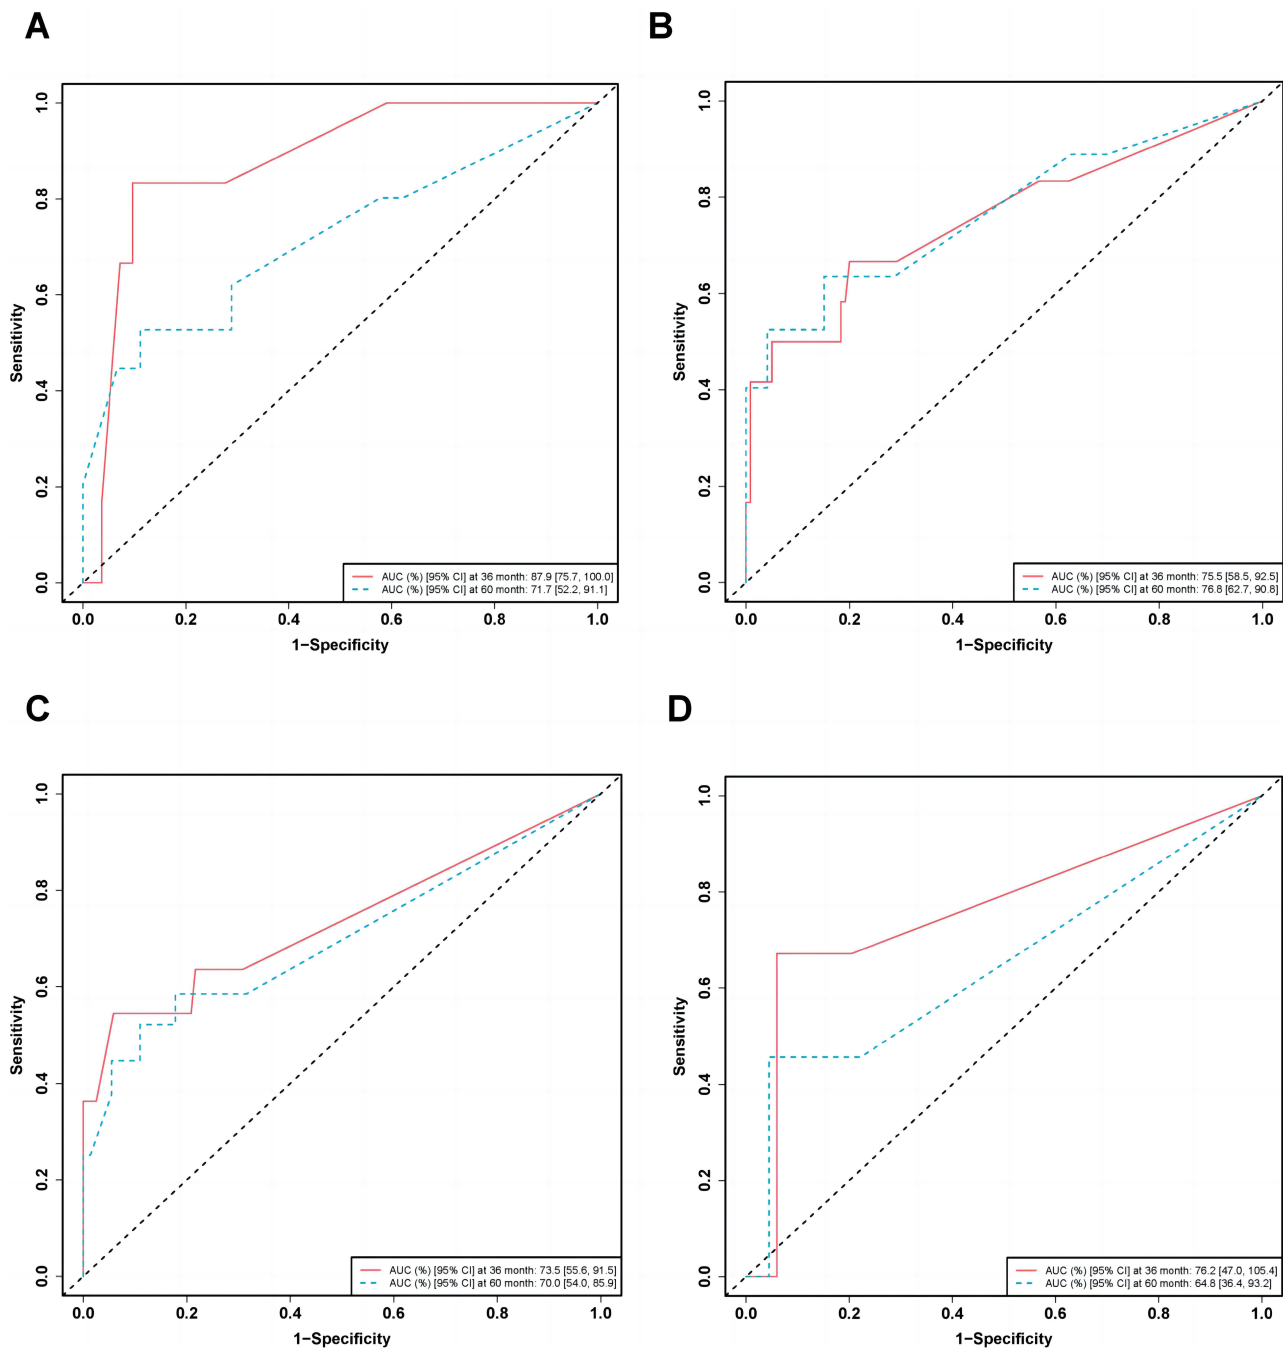 A
1.0
0.8
0.6
0.4
0.2
0.0
Sensitivity
AUC (%) [95% CI] at 36 month: 87.9 [75.7, 100.0]
AUC (%) [95% CI] at 60 month: 71.7 [52.2, 91.1]
0.0 0.2 0.4 0.6 0.8 1.0
1−Specificity
B
1.0
0.8
0.6
0.4
0.2
0.0
Sensitivity
AUC (%) [95% CI] at 36 month: 75.5 [58.5, 92.5]
AUC (%) [95% CI] at 60 month: 76.8 [62.7, 90.8]
0.0 0.2 0.4 0.6 0.8 1.0
1−Specificity
C
1.0
0.8
0.6
0.4
0.2
0.0
Sensitivity
AUC (%) [95% CI] at 36 month: 73.5 [55.6, 91.5]
AUC (%) [95% CI] at 60 month: 70.0 [54.0, 85.9]
0.0 0.2 0.4 0.6 0.8 1.0
1−Specificity
D
1.0
0.8
0.6
0.4
0.2
0.0
Sensitivity
AUC (%) [95% CI] at 36 month: 76.2 [47.0, 105.4]
AUC (%) [95% CI] at 60 month: 64.8 [36.4, 93.2]
0.0 0.2 0.4 0.6 0.8 1.0
1−Specificity